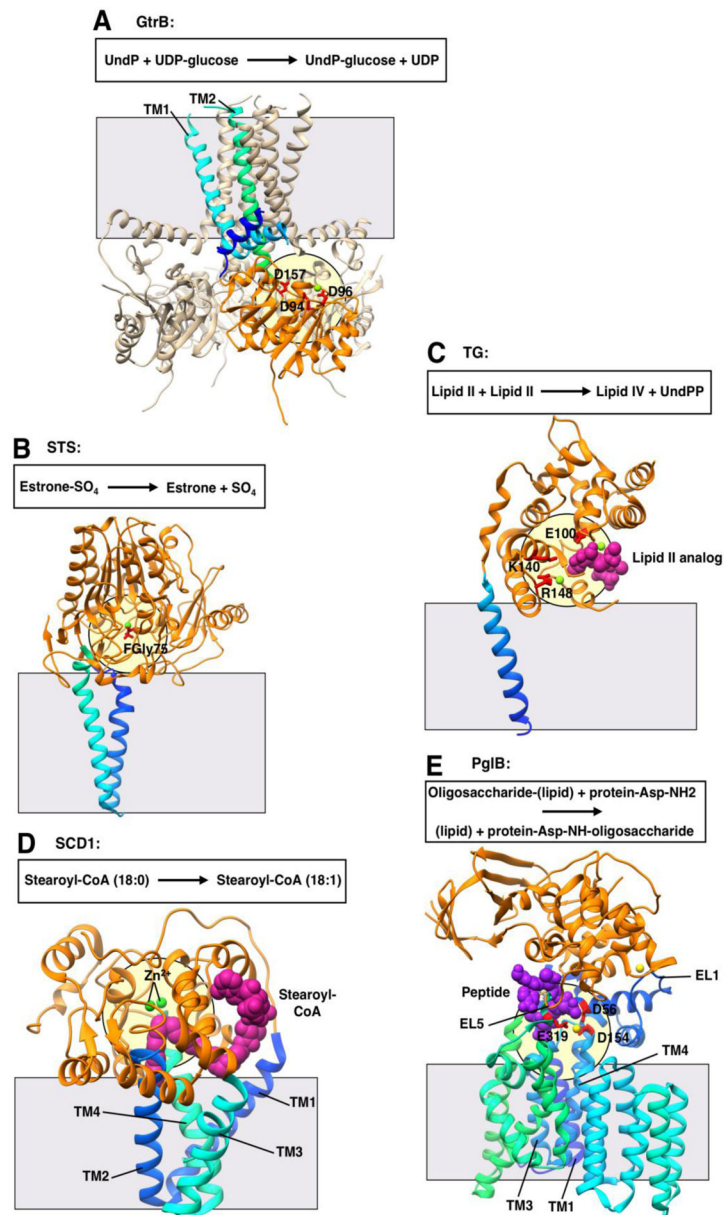 A GtrB:
UndP + UDP-glucose ⟶ UndP-glucose + UDP
TM2
TM1
D157
D96
D94
C TG:
Lipid II + Lipid II ⟶ Lipid IV + UndPP
E100
Lipid II analog
K140
R148
B STS:
Estrone-SO₄ ⟶ Estrone + SO₄
FGly75
E PglB:
Oligosaccharide-(lipid) + protein-Asp-NH2
⟶
(lipid) + protein-Asp-NH-oligosaccharide
EL1
Peptide
EL5
D56
E319
D154
TM4
TM3
TM1
D SCD1:
Stearoyl-CoA (18:0) ⟶ Stearoyl-CoA (18:1)
Zn²⁺
Stearoyl-
CoA
TM1
TM4
TM3
TM2